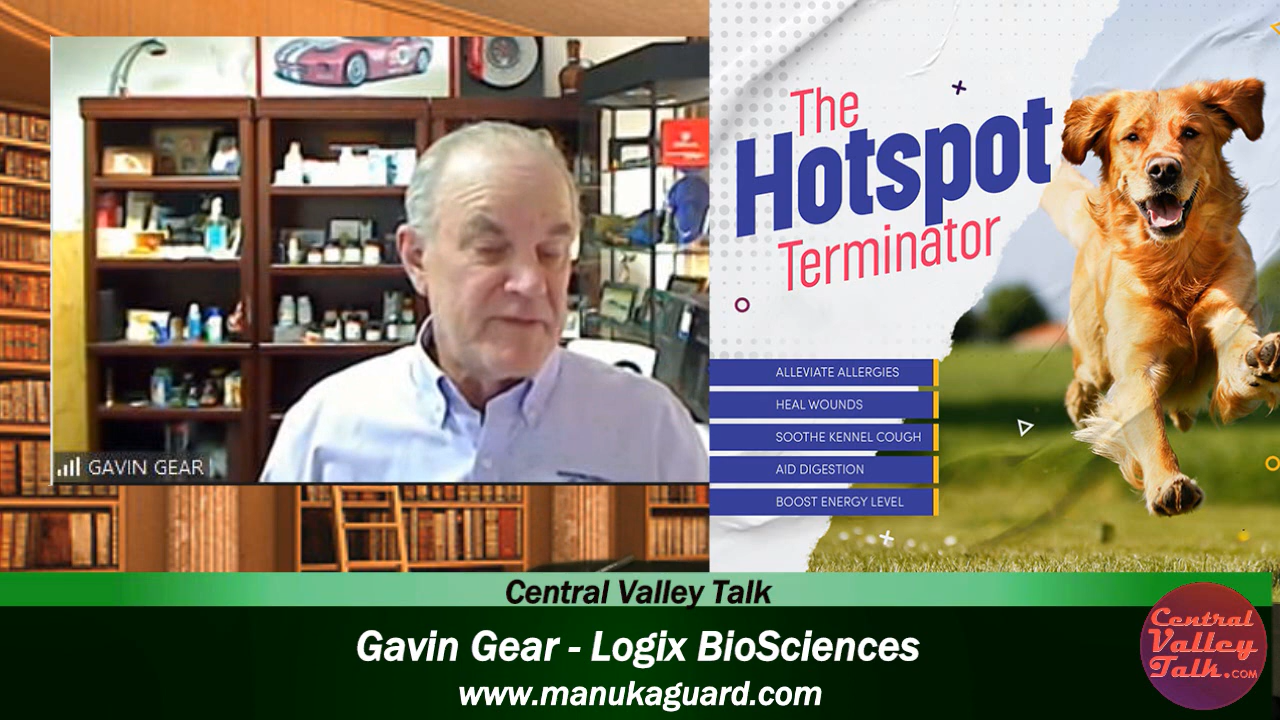 The
Hotspot
Terminator
ALLEVIATE ALLERGIES
HEAL WOUNDS
SOOTHE KENNEL COUGH
AID DIGESTION
BOOST ENERGY LEVEL
GAVIN GEAR
Central Valley Talk
Gavin Gear - Logix BioSciences
www.manukaguard.com
Central
Valley
Talk.COM